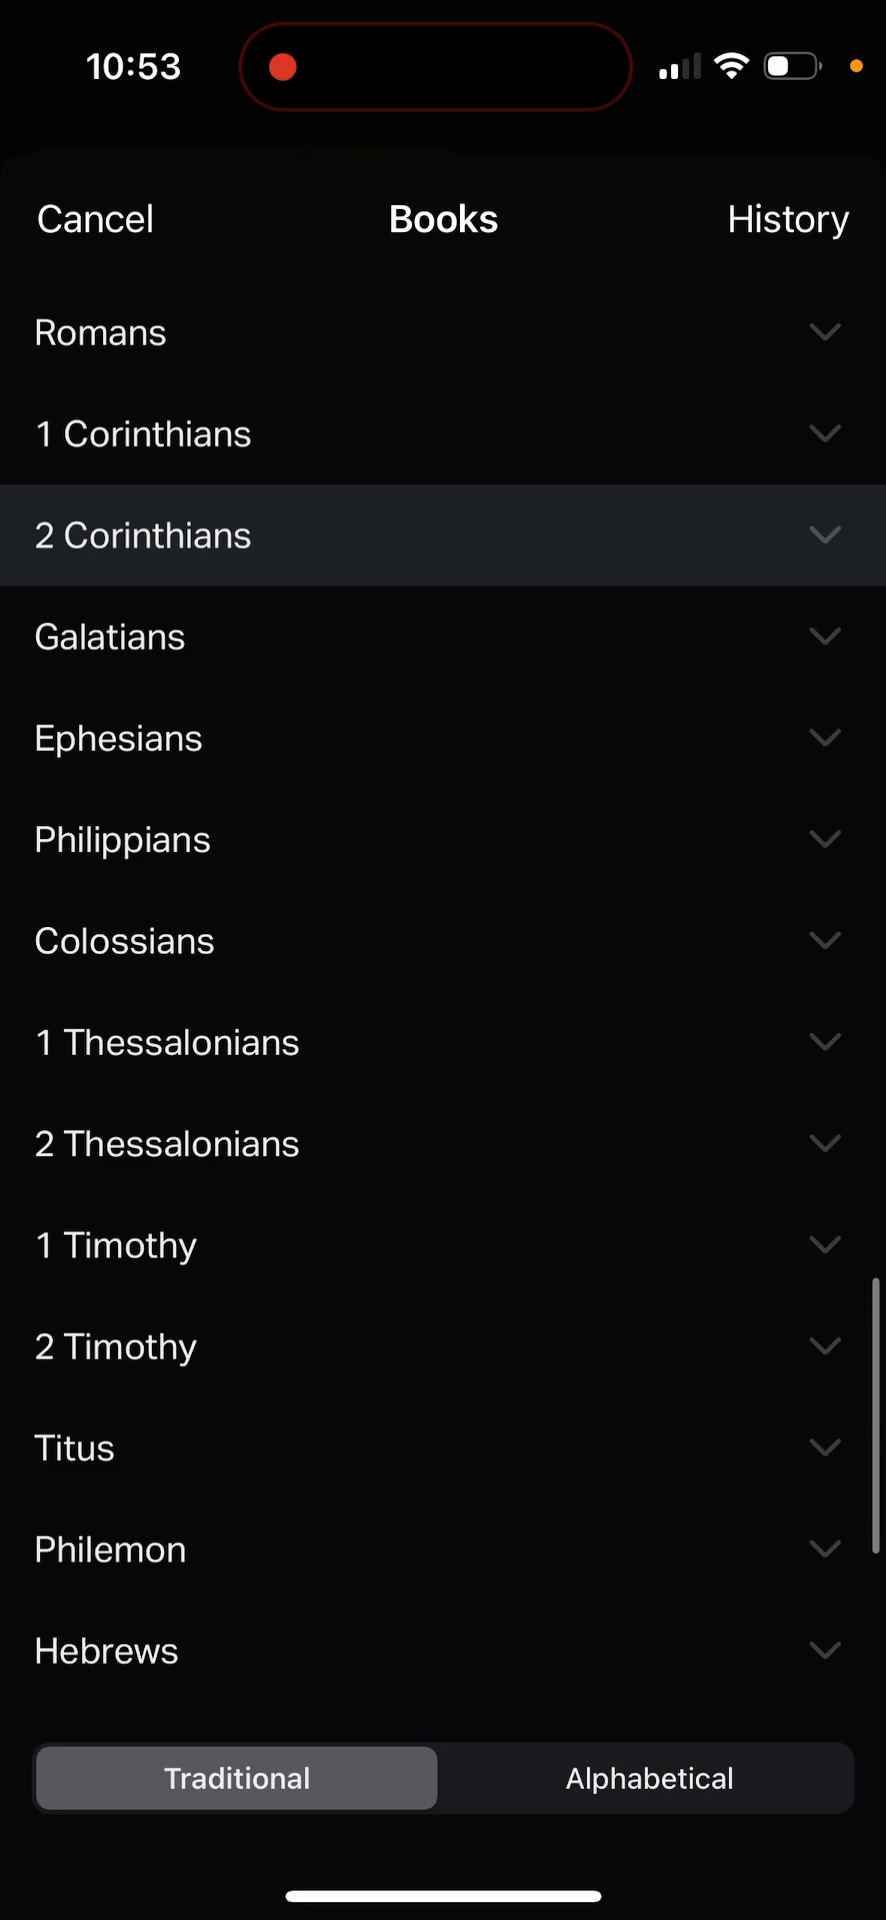 10:53
Cancel
Books
History
Romans
1 Corinthians
2 Corinthians
Galatians
Ephesians
Philippians
Colossians
1 Thessalonians
2 Thessalonians
1 Timothy
2 Timothy
Titus
Philemon
Hebrews
Traditional
Alphabetical